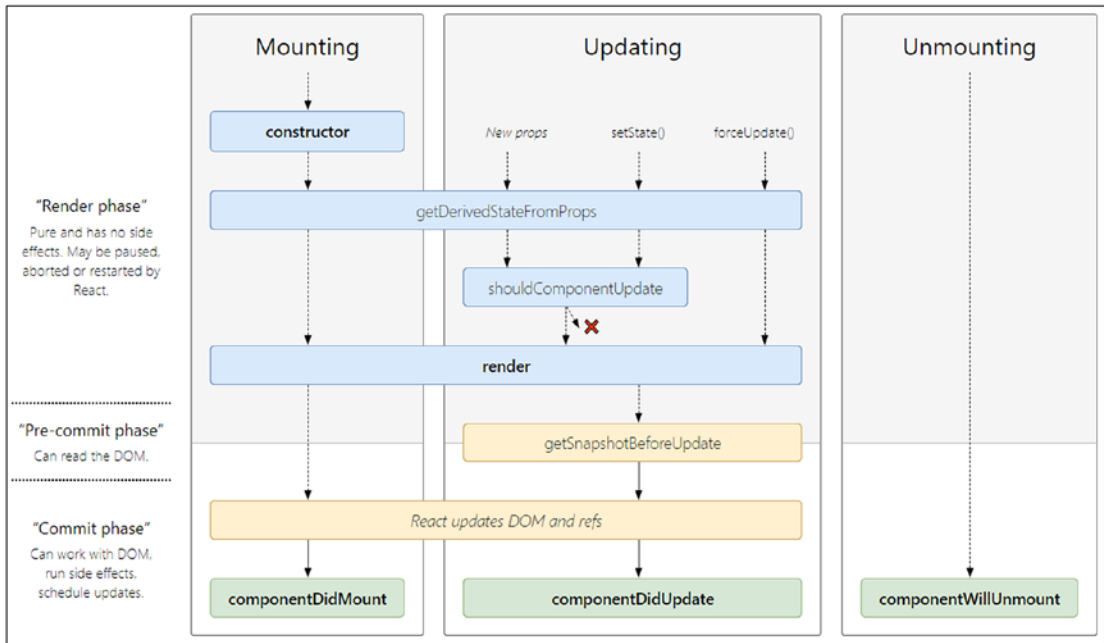 Mounting
Updating
Unmounting
constructor
New props
setState()
forceUpdate()
"Render phase"
Pure and has no side
effects. May be paused,
aborted or restarted by
React.
getDerivedStateFromProps
shouldComponentUpdate
render
"Pre-commit phase"
Can read the DOM.
getSnapshotBeforeUpdate
"Commit phase"
Can work with DOM,
run side effects,
schedule updates.
React updates DOM and refs
componentDidMount
componentDidUpdate
componentWillUnmount